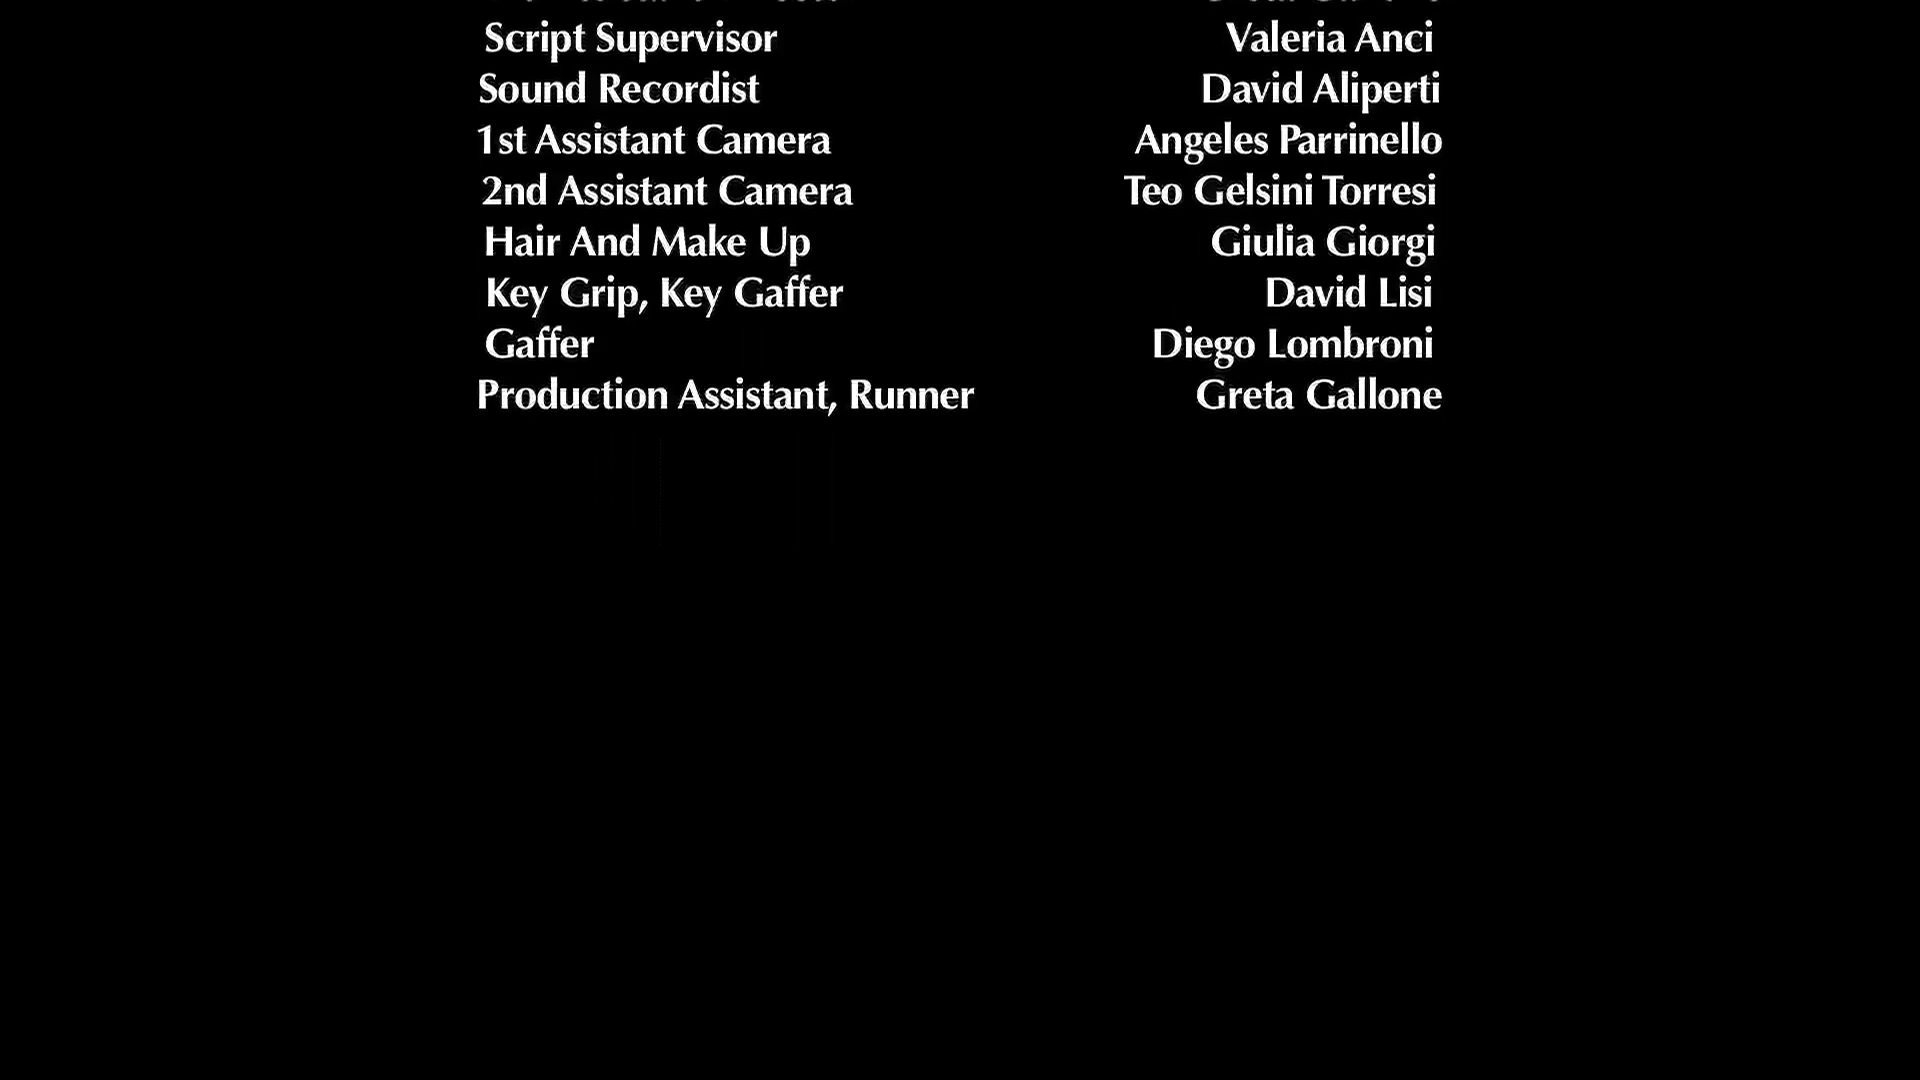 Script Supervisor Valeria Anci
Sound Recordist David Aliperti
1st Assistant Camera Angeles Parrinello
2nd Assistant Camera Teo Gelsini Torresi
Hair And Make Up Giulia Giorgi
Key Grip, Key Gaffer David Lisi
Gaffer Diego Lombroni
Production Assistant, Runner Greta Gallone